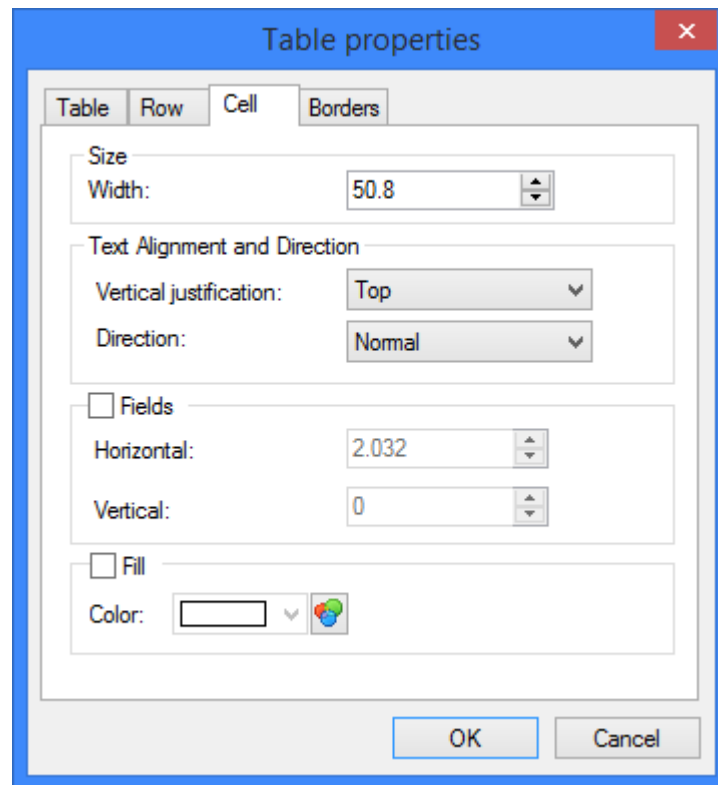 Table properties
Table Row Cell Borders
Size
Width: 50.8
Text Alignment and Direction
Vertical justification: Top
Direction: Normal
Fields
Horizontal: 2.032
Vertical: 0
Fill
Color:
OK Cancel